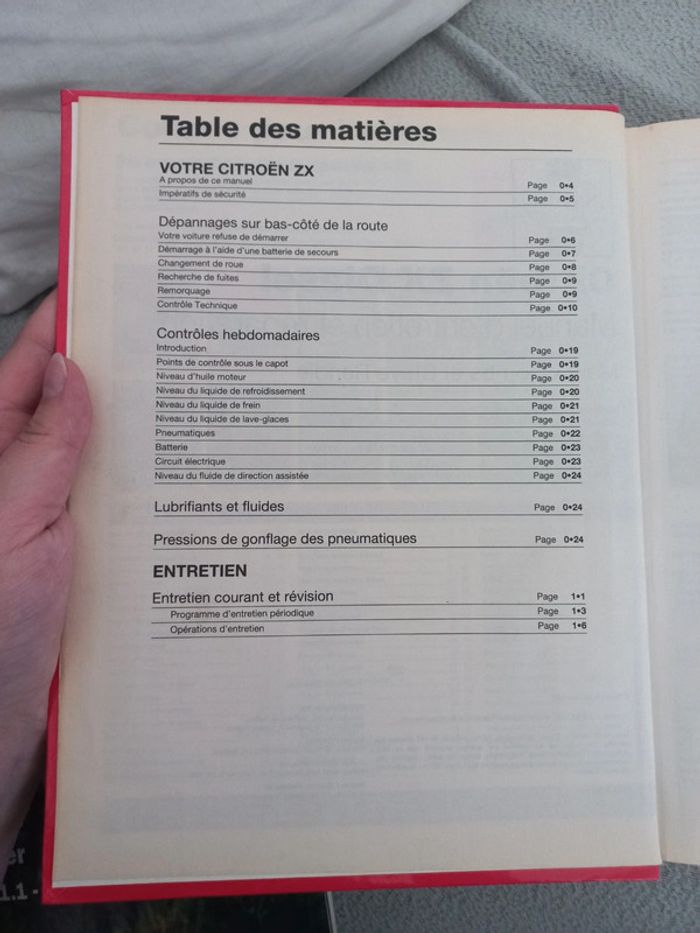 Table des matières
VOTRE CITROËN ZX
A propos de ce manuel Page 0•4
Impératifs de sécurité Page 0•5
Dépannages sur bas-côté de la route
Votre voiture refuse de démarrer Page 0•6
Démarrage à l'aide d'une batterie de secours Page 0•7
Changement de roue Page 0•8
Recherche de fuites Page 0•9
Remorquage Page 0•9
Contrôle Technique Page 0•10
Contrôles hebdomadaires
Introduction Page 0•19
Points de contrôle sous le capot Page 0•19
Niveau d'huile moteur Page 0•20
Niveau du liquide de refroidissement Page 0•20
Niveau du liquide de frein Page 0•21
Niveau du liquide de lave-glaces Page 0•21
Pneumatiques Page 0•22
Batterie Page 0•23
Circuit électrique Page 0•23
Niveau du fluide de direction assistée Page 0•24
Lubrifiants et fluides Page 0•24
Pressions de gonflage des pneumatiques Page 0•24
ENTRETIEN
Entretien courant et révision Page 1•1
Programme d'entretien périodique Page 1•3
Opérations d'entretien Page 1•6
er
1.1 -